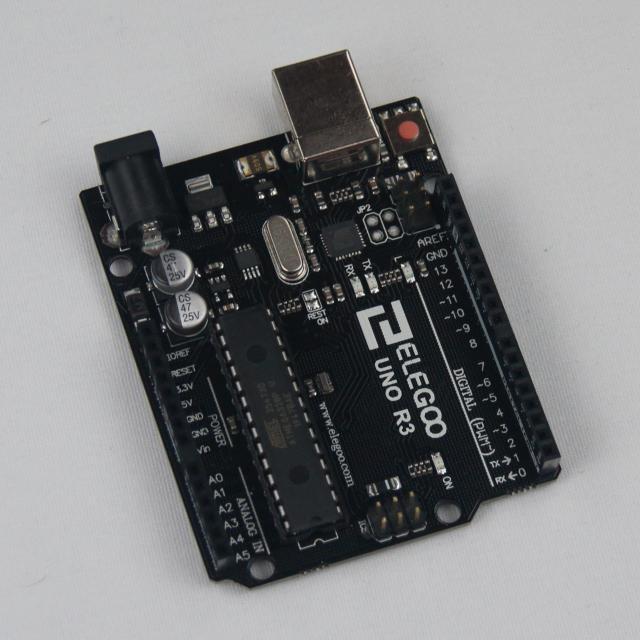 JP2
CS
47
25V
CS
47
25V
RX
TX
L
REST
ON
AREF
GND
13
12
~11
~10
~9
8
7
~6
~5
4
~3
2
TX→1
RX←0
DIGITAL (PWM~)
ELEGOO
UNO R3
www.elegoo.com
IOREF
RESET
3.3V
5V
GND
GND
Vin
POWER
A0
A1
A2
A3
A4
A5
ANALOG IN
ON